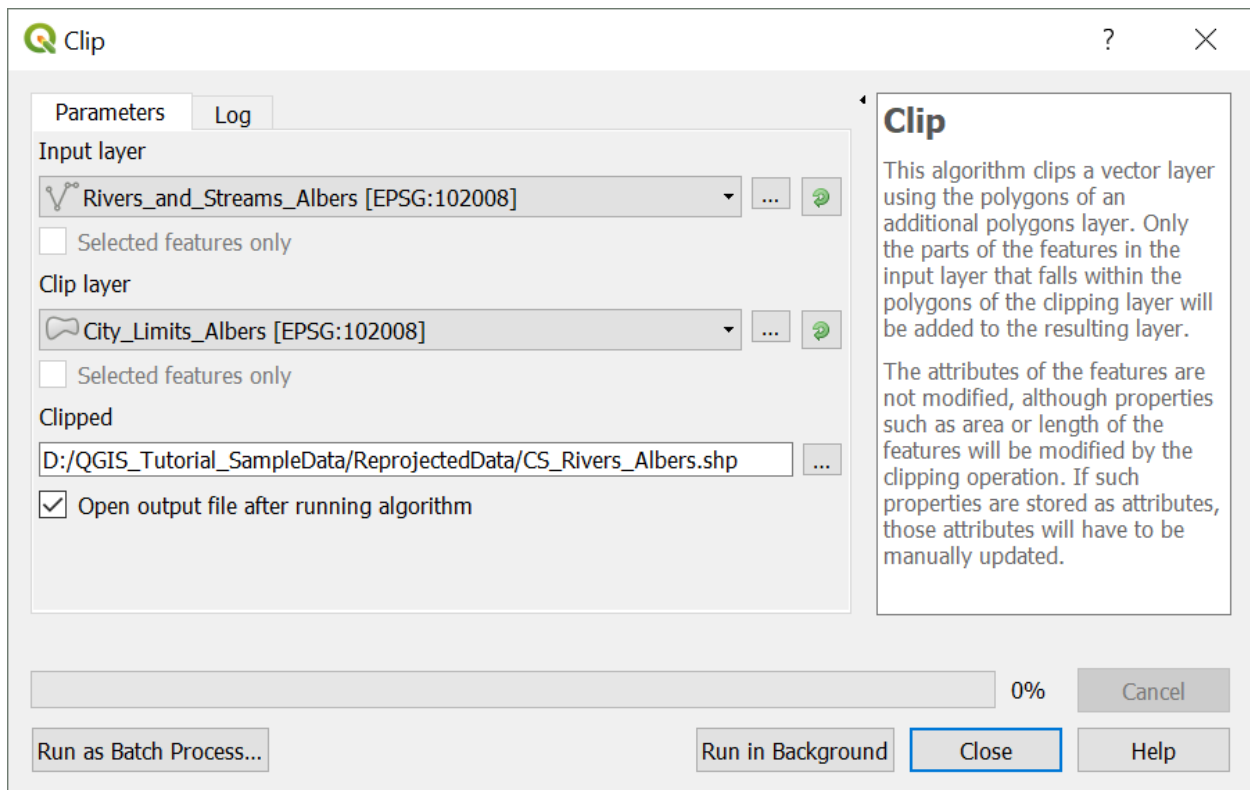 Clip
?
Parameters
Log
Input layer
Rivers_and_Streams_Albers [EPSG:102008]
...
Selected features only
Clip layer
City_Limits_Albers [EPSG:102008]
...
Selected features only
Clipped
D:/QGIS_Tutorial_SampleData/ReprojectedData/CS_Rivers_Albers.shp
...
Open output file after running algorithm
Clip
This algorithm clips a vector layer
using the polygons of an
additional polygons layer. Only
the parts of the features in the
input layer that falls within the
polygons of the clipping layer will
be added to the resulting layer.
The attributes of the features are
not modified, although properties
such as area or length of the
features will be modified by the
clipping operation. If such
properties are stored as attributes,
those attributes will have to be
manually updated.
0%
Cancel
Run as Batch Process...
Run in Background
Close
Help